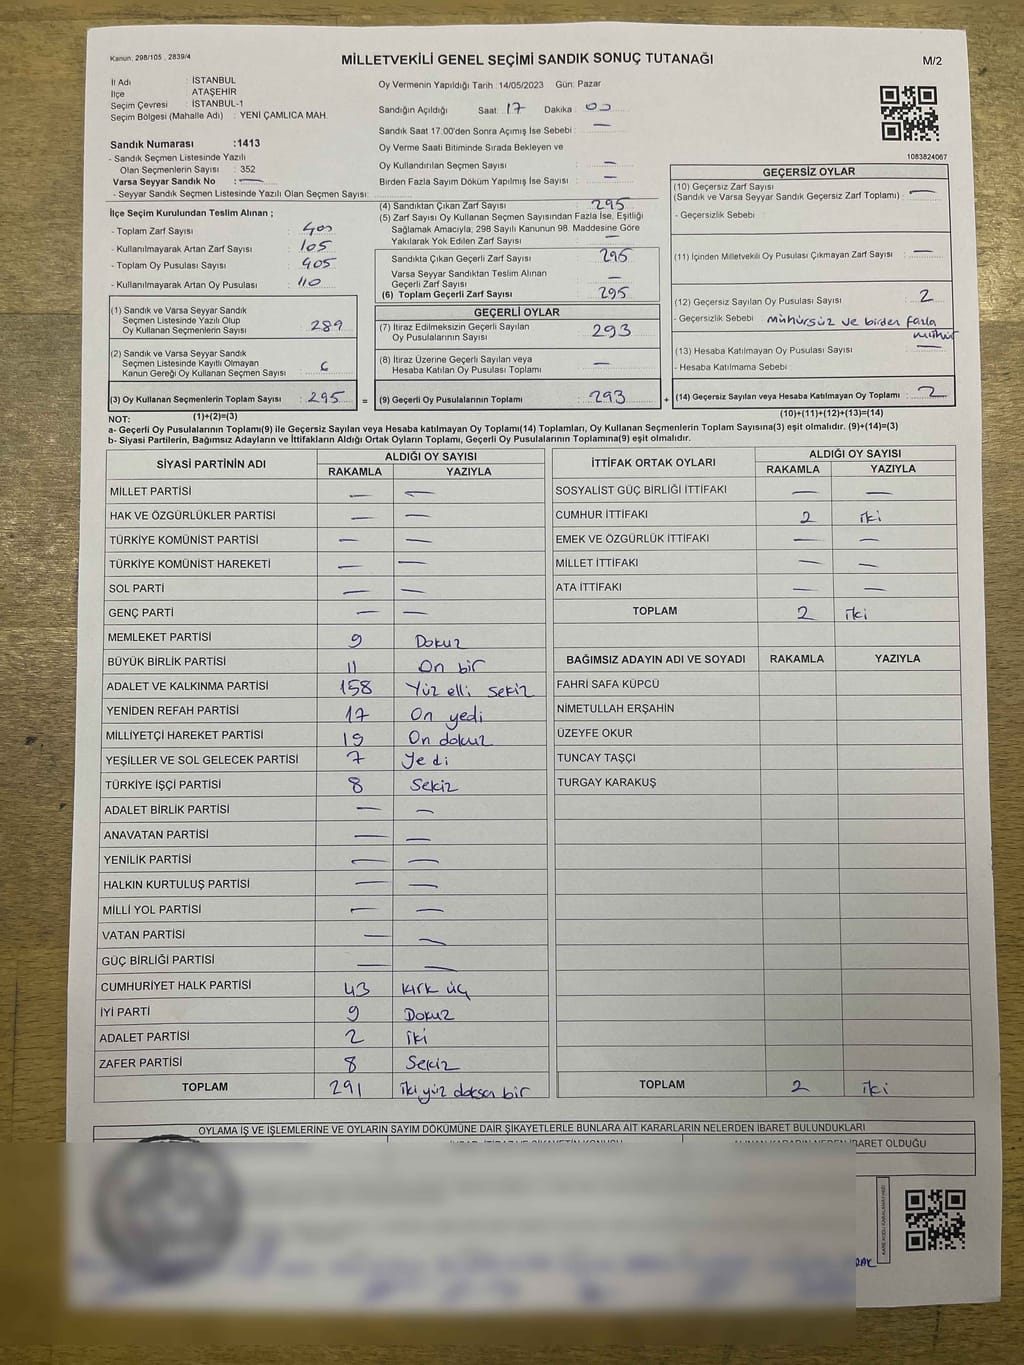 Kanun, 298/105 , 2839/4
MİLLETVEKİLİ GENEL SEÇİMİ SANDIK SONUÇ TUTANAĞI
M/2
İl Adı : İSTANBUL
İlçe ATAŞEHİR
Seçim Çevresi : İSTANBUL-1
Seçim Bölgesi (Mahalle Adı) : YENİ ÇAMLICA MAH.
Oy Vermenin Yapıldığı Tarih : 14/05/2023 Gün: Pazar
Sandığın Açıldığı Saat: 17 Dakika : 00
Sandık Saat 17.00'den Sonra Açımış İse Sebebi : —
Oy Verme Saati Bitiminde Sırada Bekleyen ve
Oy Kullandırılan Seçmen Sayısı : —
Birden Fazla Sayım Döküm Yapılmış İse Sayısı : —
Sandık Numarası :1413
- Sandık Seçmen Listesinde Yazılı
Olan Seçmenlerin Sayısı : 352
Varsa Seyyar Sandık No : —
- Seyyar Sandık Seçmen Listesinde Yazılı Olan Seçmen Sayısı:
1083824067
İlçe Seçim Kurulundan Teslim Alınan ;
- Toplam Zarf Sayısı : 400
- Kullanılmayarak Artan Zarf Sayısı : 105
- Toplam Oy Pusulası Sayısı : 405
- Kullanılmayarak Artan Oy Pusulası : 110
(4) Sandıktan Çıkan Zarf Sayısı : 295
(5) Zarf Sayısı Oy Kullanan Seçmen Sayısından Fazla İse, Eşitliği
Sağlamak Amacıyla; 298 Sayılı Kanunun 98. Maddesine Göre
Yakılarak Yok Edilen Zarf Sayısı : —
Sandıkta Çıkan Geçerli Zarf Sayısı : 295
Varsa Seyyar Sandıktan Teslim Alınan
Geçerli Zarf Sayısı : —
(6) Toplam Geçerli Zarf Sayısı : 295
GEÇERSİZ OYLAR
(10) Geçersiz Zarf Sayısı
(Sandık ve Varsa Seyyar Sandık Geçersiz Zarf Toplamı) : —
- Geçersizlik Sebebi :
(11) İçinden Milletvekili Oy Pusulası Çıkmayan Zarf Sayısı : —
(12) Geçersiz Sayılan Oy Pusulası Sayısı : 2
- Geçersizlik Sebebi : mühürsüz ve birden fazla
mühür
(13) Hesaba Katılmayan Oy Pusulası Sayısı : —
- Hesaba Katılmama Sebebi :
(14) Geçersiz Sayılan veya Hesaba Katılmayan Oy Toplamı : 2
(1) Sandık ve Varsa Seyyar Sandık
Seçmen Listesinde Yazılı Olup
Oy Kullanan Seçmenlerin Sayısı : 289
(2) Sandık ve Varsa Seyyar Sandık
Seçmen Listesinde Kayıtlı Olmayan
Kanun Gereği Oy Kullanan Seçmen Sayısı : 6
(3) Oy Kullanan Seçmenlerin Toplam Sayısı : 295 =
GEÇERLİ OYLAR
(7) İtiraz Edilmeksizin Geçerli Sayılan
Oy Pusulalarının Sayısı : 293
(8) İtiraz Üzerine Geçerli Sayılan veya
Hesaba Katılan Oy Pusulası Toplamı : —
(9) Geçerli Oy Pusulalarının Toplamı : 293 +
NOT: (1)+(2)=(3)
(10)+(11)+(12)+(13)=(14)
a- Geçerli Oy Pusulalarının Toplamı(9) ile Geçersiz Sayılan veya Hesaba katılmayan Oy Toplamı(14) Toplamları, Oy Kullanan Seçmenlerin Toplam Sayısına(3) eşit olmalıdır. (9)+(14)=(3)
b- Siyasi Partilerin, Bağımsız Adayların ve İttifakların Aldığı Ortak Oyların Toplamı, Geçerli Oy Pusulalarının Toplamına(9) eşit olmalıdır.
SİYASİ PARTİNİN ADI ALDIĞI OY SAYISI
RAKAMLA YAZIYLA
MİLLET PARTİSİ — —
HAK VE ÖZGÜRLÜKLER PARTİSİ — —
TÜRKİYE KOMÜNİST PARTİSİ — —
TÜRKİYE KOMÜNİST HAREKETİ — —
SOL PARTİ — —
GENÇ PARTİ — —
MEMLEKET PARTİSİ 9 Dokuz
BÜYÜK BİRLİK PARTİSİ 11 On bir
ADALET VE KALKINMA PARTİSİ 158 Yüz elli sekiz
YENİDEN REFAH PARTİSİ 17 On yedi
MİLLİYETÇİ HAREKET PARTİSİ 19 On dokuz
YEŞİLLER VE SOL GELECEK PARTİSİ 7 Yedi
TÜRKİYE İŞÇİ PARTİSİ 8 Sekiz
ADALET BİRLİK PARTİSİ — —
ANAVATAN PARTİSİ — —
YENİLİK PARTİSİ — —
HALKIN KURTULUŞ PARTİSİ — —
MİLLİ YOL PARTİSİ — —
VATAN PARTİSİ — —
GÜÇ BİRLİĞİ PARTİSİ — —
CUMHURİYET HALK PARTİSİ 43 kırk üç
İYİ PARTİ 9 Dokuz
ADALET PARTİSİ 2 iki
ZAFER PARTİSİ 8 Sekiz
TOPLAM 291 iki yüz doksan bir
İTTİFAK ORTAK OYLARI ALDIĞI OY SAYISI
RAKAMLA YAZIYLA
SOSYALİST GÜÇ BİRLİĞİ İTTİFAKI — —
CUMHUR İTTİFAKI 2 iki
EMEK VE ÖZGÜRLÜK İTTİFAKI — —
MİLLET İTTİFAKI — —
ATA İTTİFAKI — —
TOPLAM 2 iki
BAĞIMSIZ ADAYIN ADI VE SOYADI RAKAMLA YAZIYLA
FAHRİ SAFA KÜPCÜ
NİMETULLAH ERŞAHİN
ÜZEYFE OKUR
TUNCAY TAŞÇI
TURGAY KARAKUŞ
TOPLAM 2 iki
OYLAMA İŞ VE İŞLEMLERİNE VE OYLARIN SAYIM DÖKÜMÜNE DAİR ŞİKAYETLERLE BUNLARA AİT KARARLARIN NELERDEN İBARET BULUNDUKLARI
ALINAN KARARIN NEDEN İBARET OLDUĞU